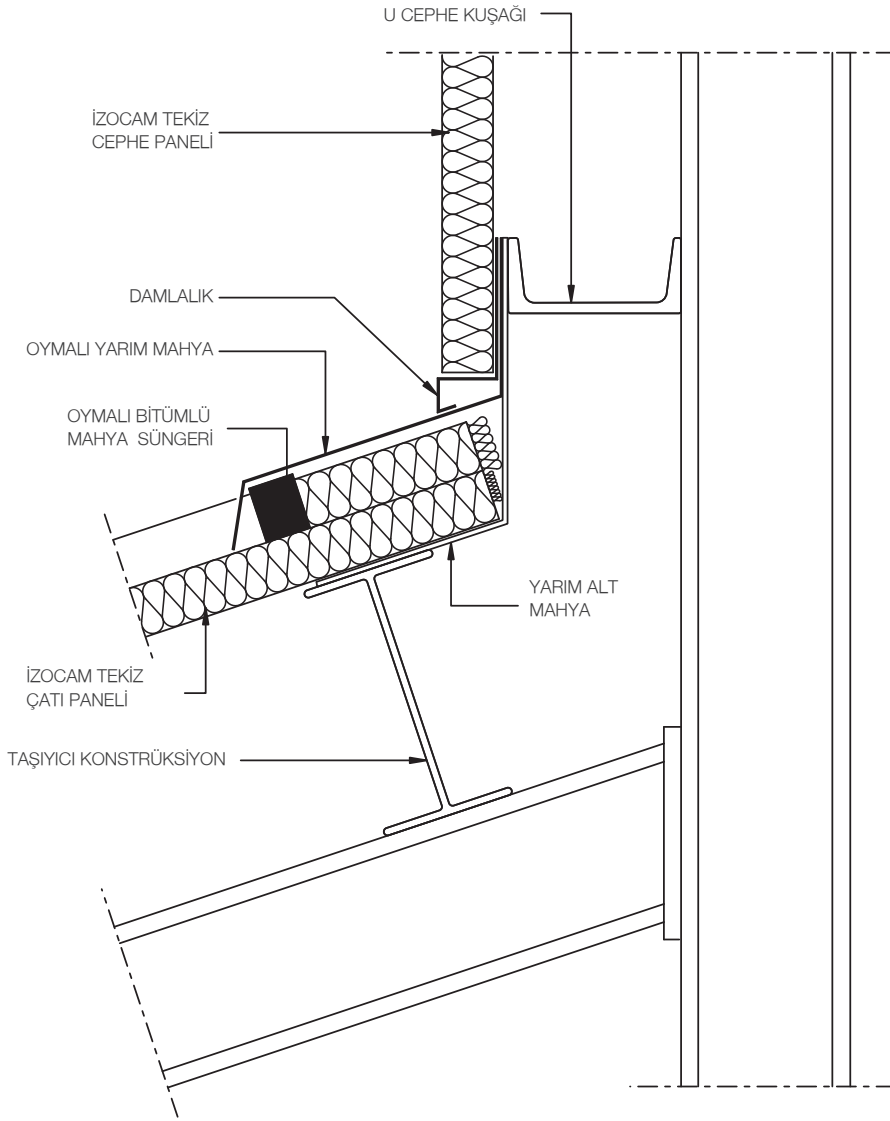 U CEPHE KUŞAĞI
İZOCAM TEKİZ
CEPHE PANELİ
DAMLALIK
OYMALI YARIM MAHYA
OYMALI BİTÜMLÜ
MAHYA SÜNGERİ
YARIM ALT
MAHYA
İZOCAM TEKİZ
ÇATI PANELİ
TAŞIYICI KONSTRÜKSİYON